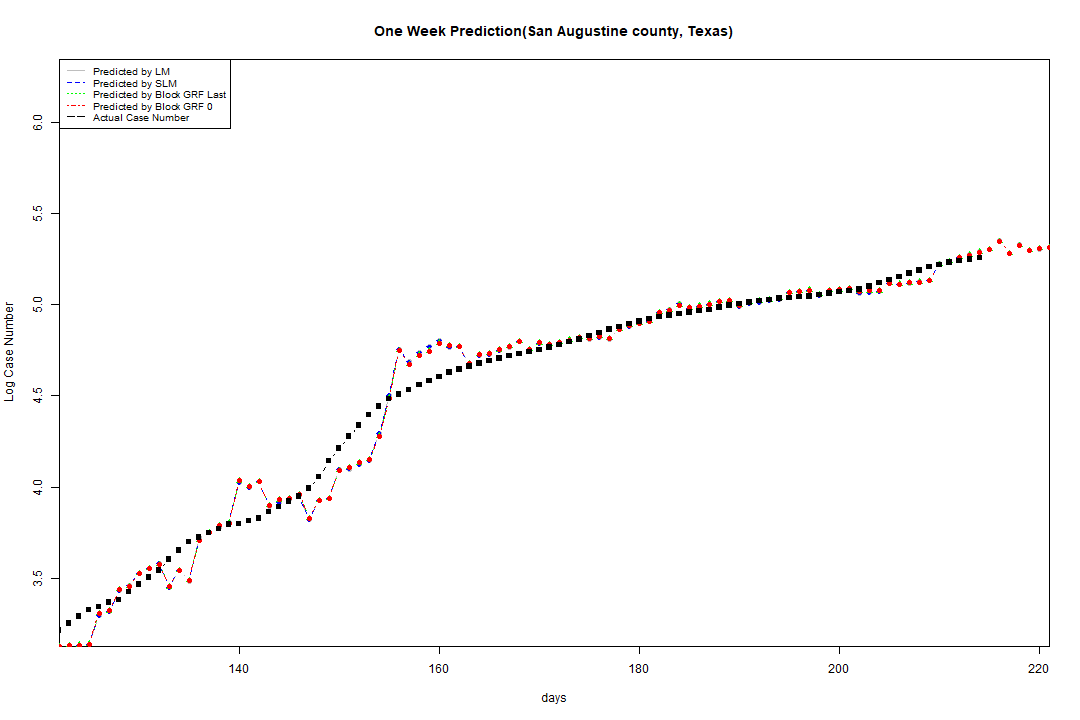 One Week Prediction(San Augustine county, Texas)
Predicted by LM
Predicted by SLM
Predicted by Block GRF Last
Predicted by Block GRF 0
Actual Case Number
6.0
5.5
5.0
4.5
4.0
3.5
Log Case Number
140 160 180 200 220
days